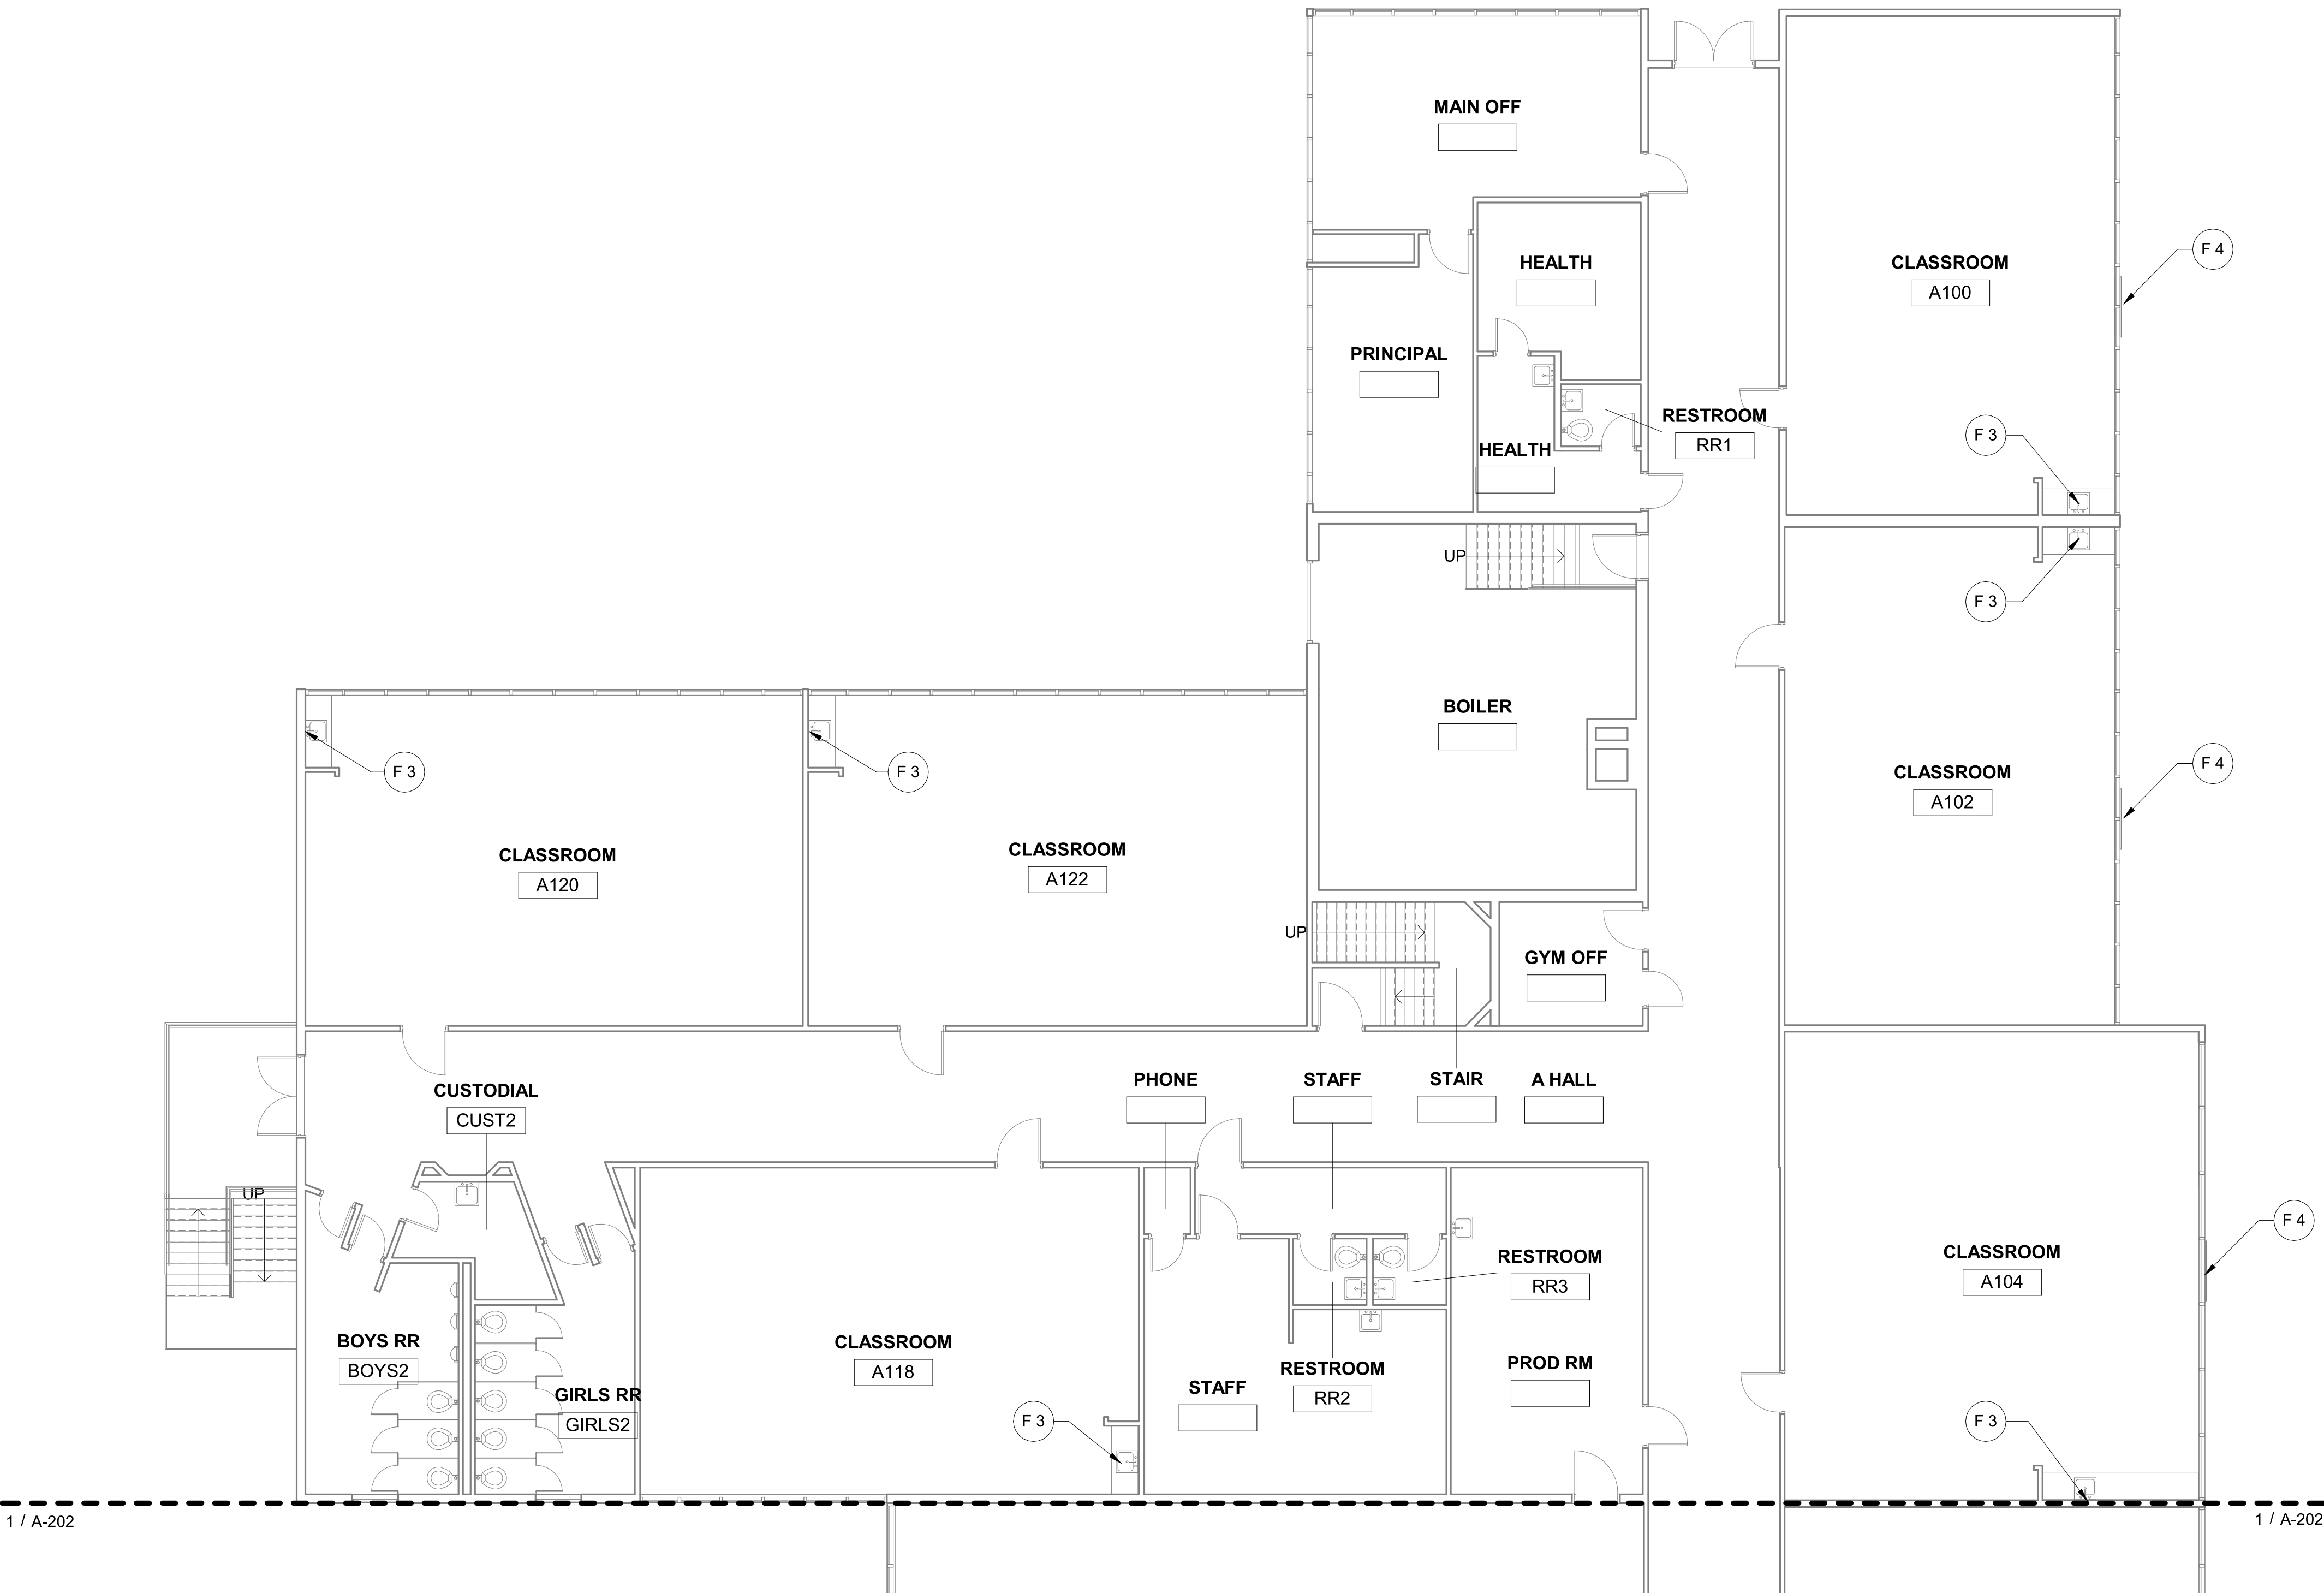 MAIN OFF
HEALTH
CLASSROOM
A100
F 4
PRINCIPAL
RESTROOM
RR1
F 3
HEALTH
UP
F 3
BOILER
CLASSROOM
A102
F 4
F 3
F 3
CLASSROOM
A120
CLASSROOM
A122
UP
GYM OFF
CUSTODIAL
CUST2
PHONE
STAFF
STAIR
A HALL
UP
CLASSROOM
A104
F 4
RESTROOM
RR3
BOYS RR
BOYS2
CLASSROOM
A118
RESTROOM
RR2
PROD RM
STAFF
GIRLS RR
GIRLS2
F 3
F 3
1 / A-202
1 / A-202